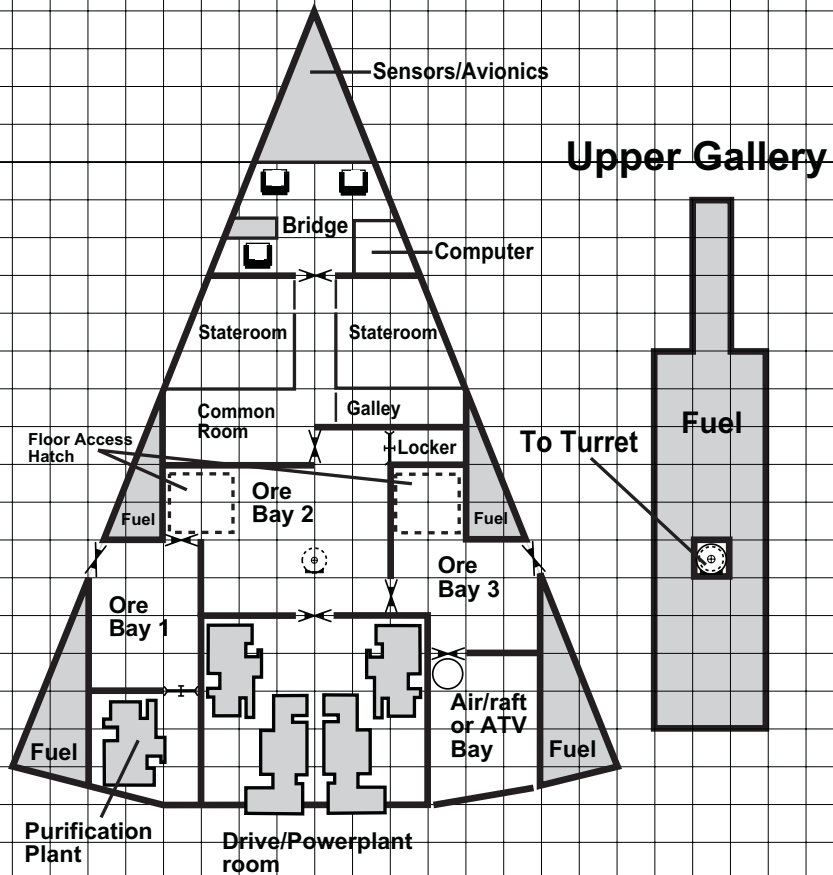 Sensors/Avionics
Upper Gallery
Bridge
Computer
Stateroom
Stateroom
Common
Room
Galley
Floor Access
Hatch
Locker
To Turret
Fuel
Ore
Bay 2
Fuel
Fuel
Ore
Bay 3
Ore
Bay 1
Air/raft
or ATV
Bay
Fuel
Fuel
Purification
Plant
Drive/Powerplant
room